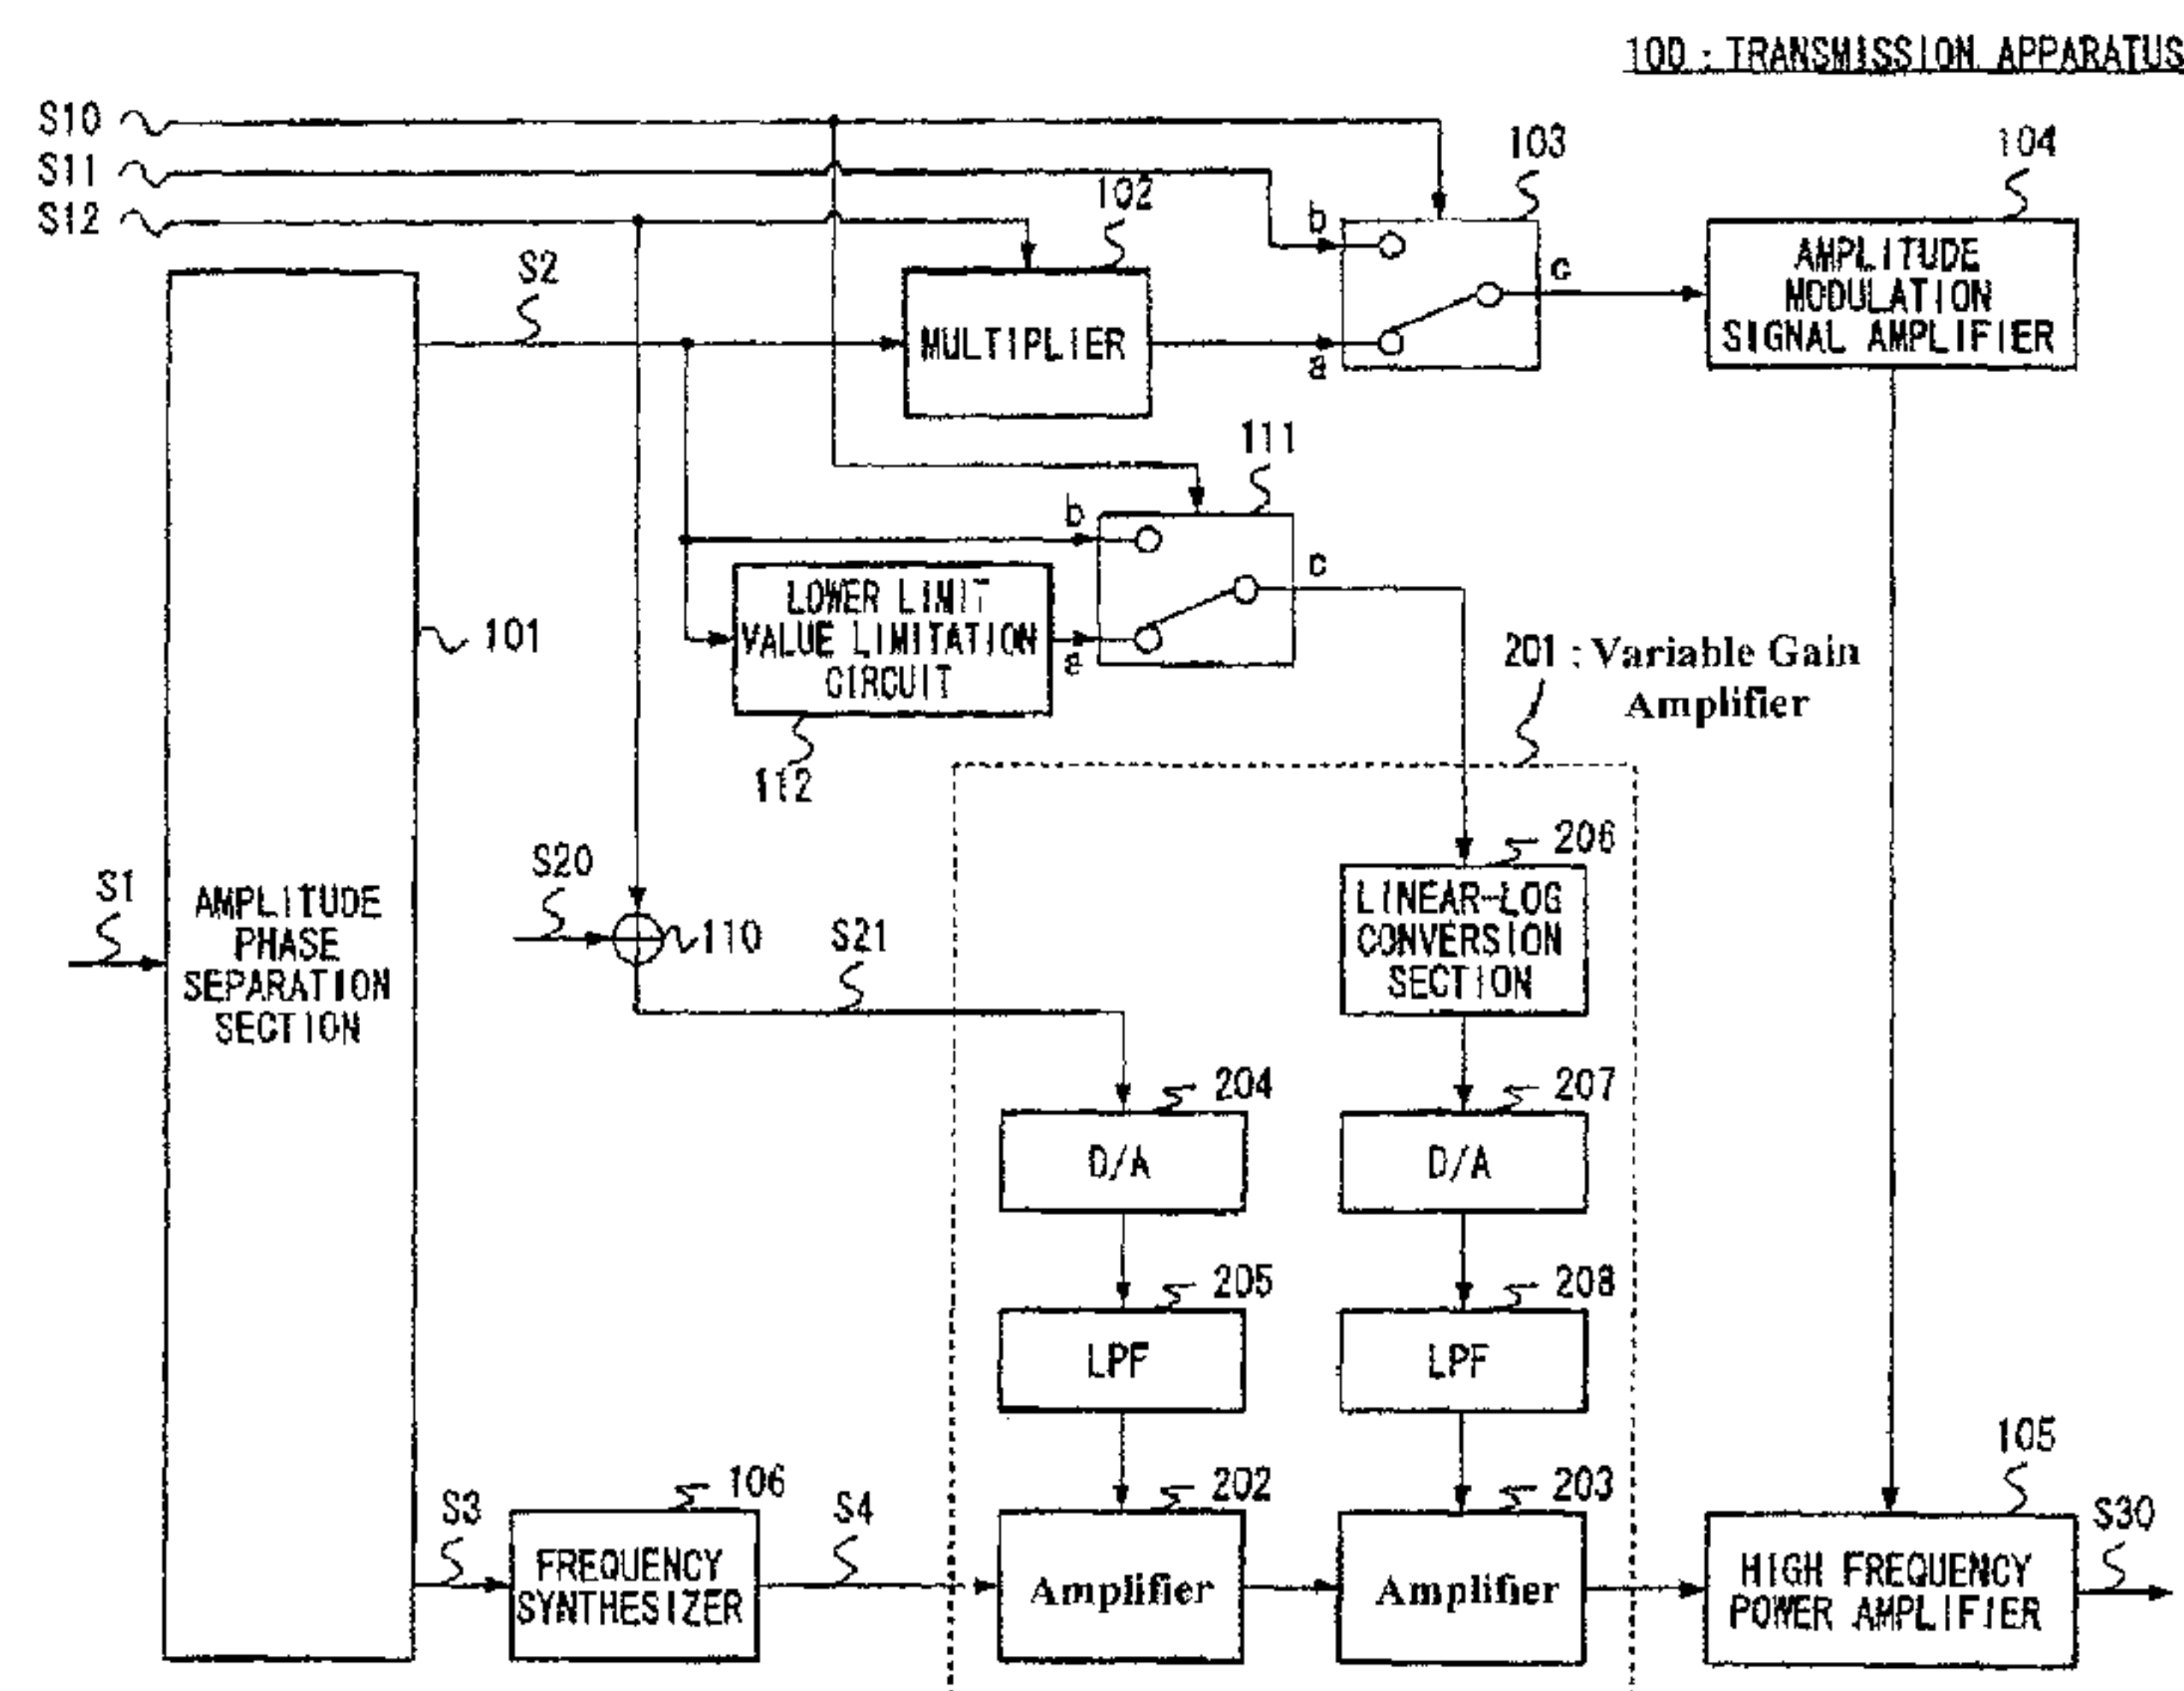 100 : TRANSMISSION APPARATUS
S10
S11
S12
102
103
104
S2
b
c
a
MULTIPLIER
AMPLITUDE
MODULATION
SIGNAL AMPLIFIER
111
b
c
a
LOWER LIMIT
VALUE LIMITATION
CIRCUIT
112
101
201 : Variable Gain
Amplifier
S1
AMPLITUDE
PHASE
SEPARATION
SECTION
S20
110
S21
206
LINEAR-LOG
CONVERSION
SECTION
204
D/A
207
D/A
205
LPF
208
LPF
S3
106
FREQUENCY
SYNTHESIZER
S4
202
Amplifier
203
Amplifier
105
HIGH FREQUENCY
POWER AMPLIFIER
S30